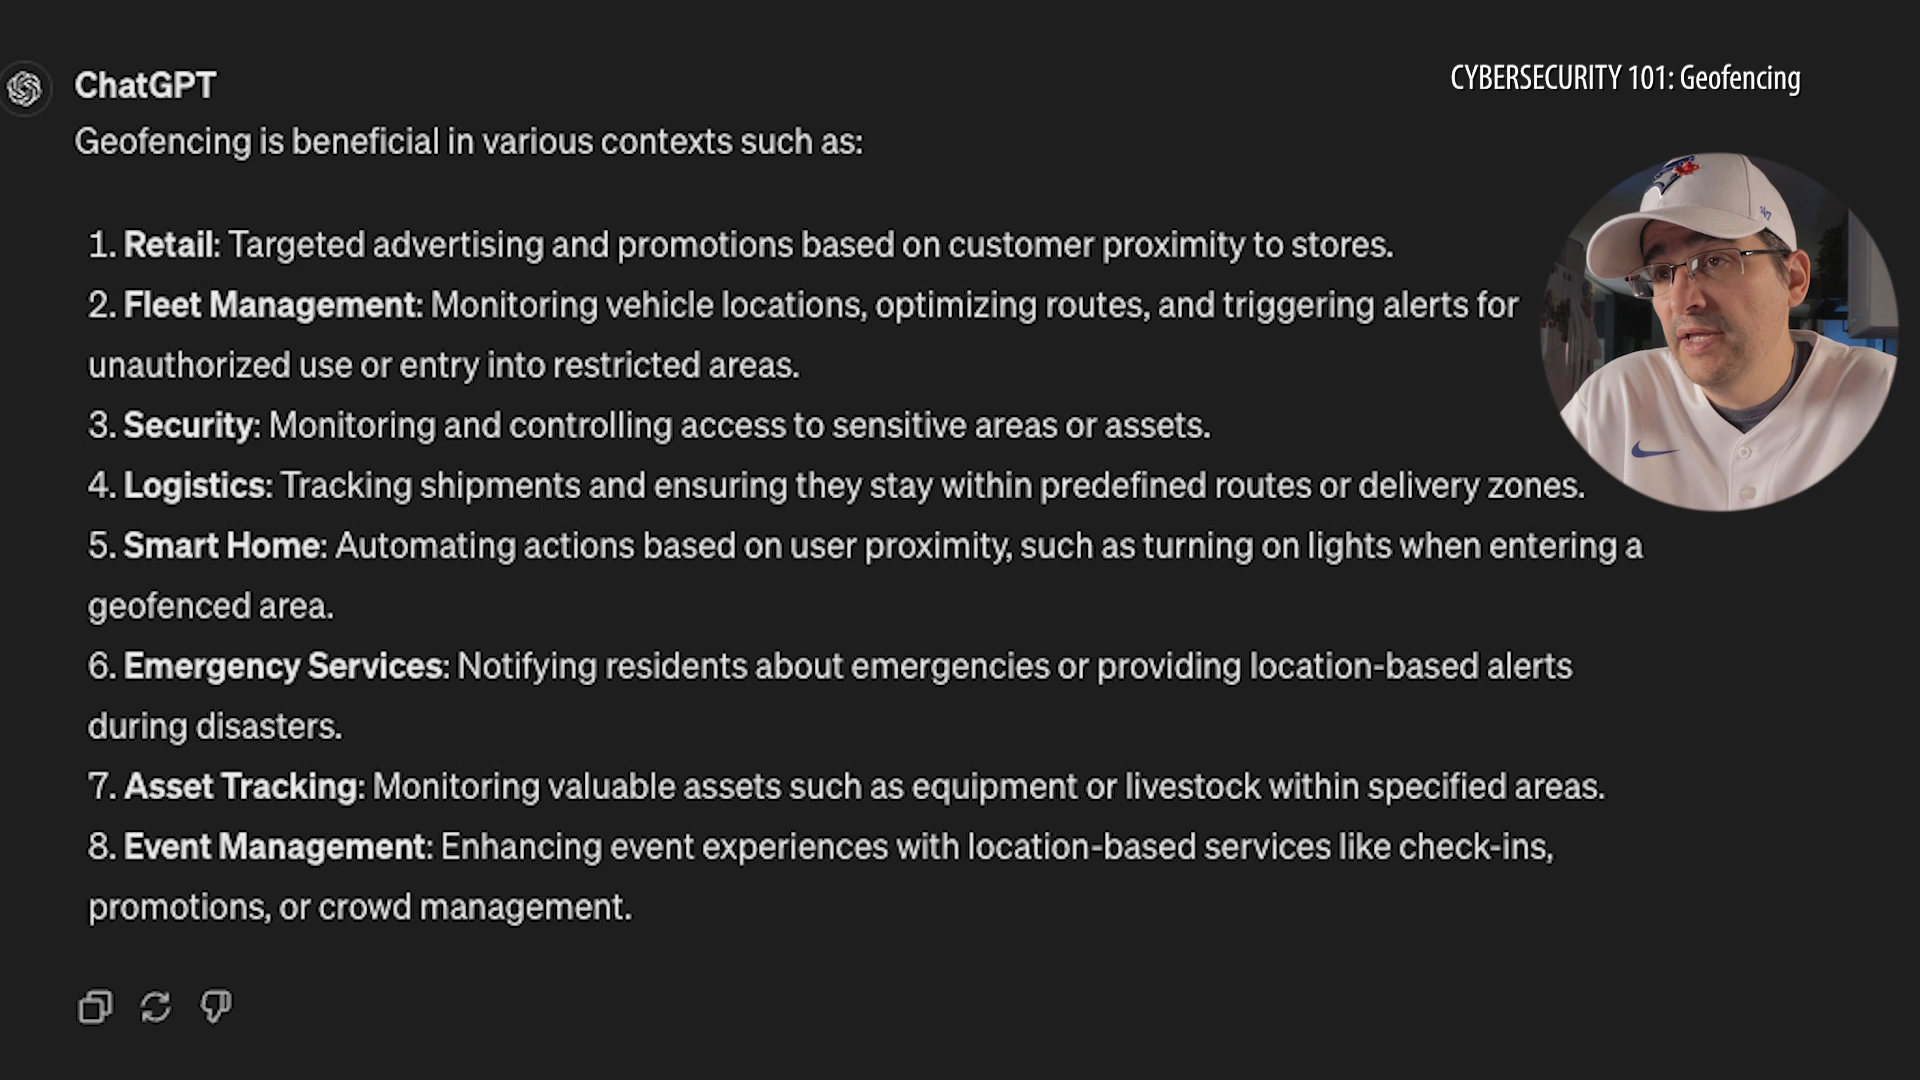 ChatGPT
CYBERSECURITY 101: Geofencing
Geofencing is beneficial in various contexts such as:
1. Retail: Targeted advertising and promotions based on customer proximity to stores.
2. Fleet Management: Monitoring vehicle locations, optimizing routes, and triggering alerts for
unauthorized use or entry into restricted areas.
3. Security: Monitoring and controlling access to sensitive areas or assets.
4. Logistics: Tracking shipments and ensuring they stay within predefined routes or delivery zones.
5. Smart Home: Automating actions based on user proximity, such as turning on lights when entering a
geofenced area.
6. Emergency Services: Notifying residents about emergencies or providing location-based alerts
during disasters.
7. Asset Tracking: Monitoring valuable assets such as equipment or livestock within specified areas.
8. Event Management: Enhancing event experiences with location-based services like check-ins,
promotions, or crowd management.
'47